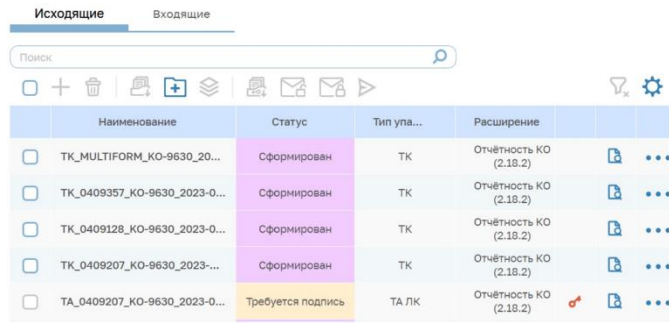 Исходящие Входящие
Поиск
Наименование Статус Тип упа... Расширение
TK_MULTIFORM_KO-9630_20... Сформирован ТК Отчётность КО (2.18.2)
TK_0409357_KO-9630_2023-0... Сформирован ТК Отчётность КО (2.18.2)
TK_0409128_KO-9630_2023-0... Сформирован ТК Отчётность КО (2.18.2)
TK_0409207_KO-9630_2023-... Сформирован ТК Отчётность КО (2.18.2)
TA_0409207_KO-9630_2023-0... Требуется подпись ТА ЛК Отчётность КО (2.18.2)